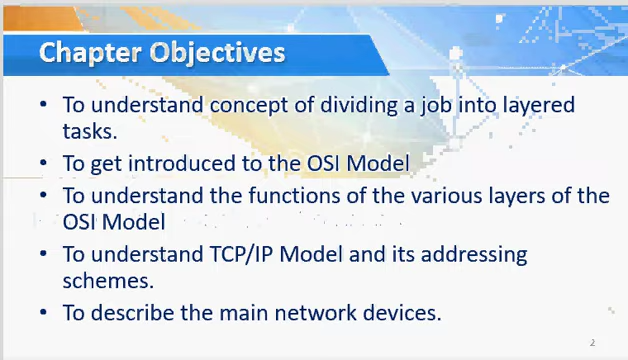 Chapter Objectives
• To understand concept of dividing a job into layered
tasks.
• To get introduced to the OSI Model
• To understand the functions of the various layers of the
OSI Model
• To understand TCP/IP Model and its addressing
schemes.
• To describe the main network devices.
2